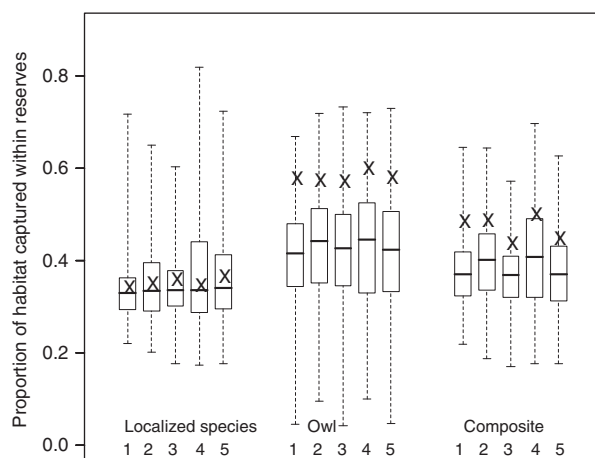 Proportion of habitat captured within reserves
0.8
0.6
0.4
0.2
0.0
X X X X X
X X X X X
X X X X X
Localized species Owl Composite
1 2 3 4 5 1 2 3 4 5 1 2 3 4 5